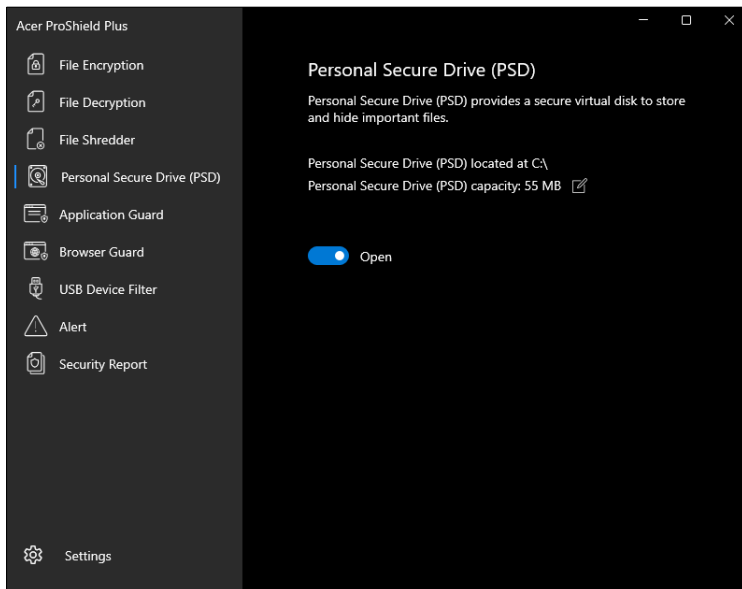 Acer ProShield Plus
File Encryption
File Decryption
File Shredder
Personal Secure Drive (PSD)
Application Guard
Browser Guard
USB Device Filter
Alert
Security Report
Settings
Personal Secure Drive (PSD)
Personal Secure Drive (PSD) provides a secure virtual disk to store
and hide important files.
Personal Secure Drive (PSD) located at C:\
Personal Secure Drive (PSD) capacity: 55 MB
Open